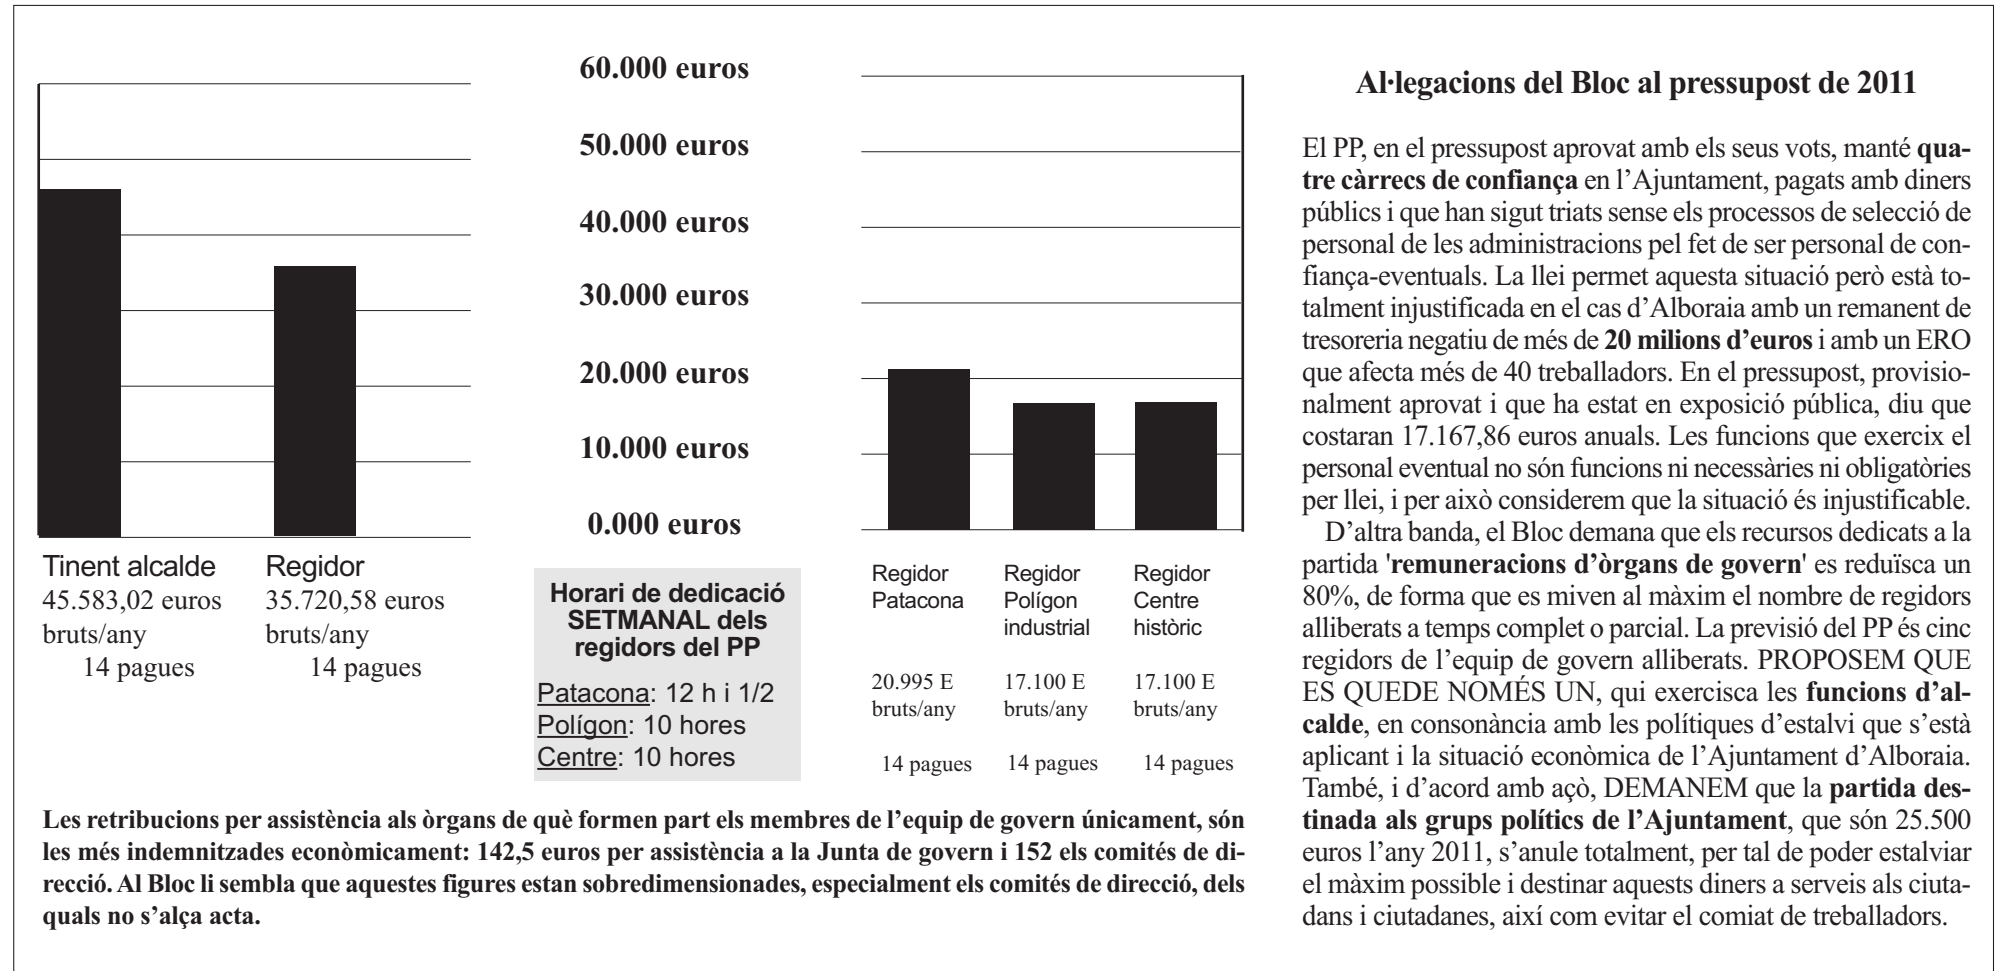 60.000 euros
50.000 euros
40.000 euros
30.000 euros
20.000 euros
10.000 euros
0.000 euros
Tinent alcalde
45.583,02 euros
bruts/any
14 pagues
Regidor
35.720,58 euros
bruts/any
14 pagues
Horari de dedicació
SETMANAL dels
regidors del PP
Patacona: 12 h i 1/2
Polígon: 10 hores
Centre: 10 hores
Regidor
Patacona
20.995 E
bruts/any
14 pagues
Regidor
Polígon
industrial
17.100 E
bruts/any
14 pagues
Regidor
Centre
històric
17.100 E
bruts/any
14 pagues
Les retribucions per assistència als òrgans de què formen part els membres de l'equip de govern únicament, són
les més indemnitzades econòmicament: 142,5 euros per assistència a la Junta de govern i 152 els comités de di-
recció. Al Bloc li sembla que aquestes figures estan sobredimensionades, especialment els comités de direcció, dels
quals no s'alça acta.
Al·legacions del Bloc al pressupost de 2011
El PP, en el pressupost aprovat amb els seus vots, manté qua-
tre càrrecs de confiança en l'Ajuntament, pagats amb diners
públics i que han sigut triats sense els processos de selecció de
personal de les administracions pel fet de ser personal de con-
fiança-eventuals. La llei permet aquesta situació però està to-
talment injustificada en el cas d'Alboraia amb un remanent de
tresoreria negatiu de més de 20 milions d'euros i amb un ERO
que afecta més de 40 treballadors. En el pressupost, provisio-
nalment aprovat i que ha estat en exposició pública, diu que
costaran 17.167,86 euros anuals. Les funcions que exercix el
personal eventual no són funcions ni necessàries ni obligatòries
per llei, i per això considerem que la situació és injustificable.
D'altra banda, el Bloc demana que els recursos dedicats a la
partida 'remuneracions d'òrgans de govern' es reduïsca un
80%, de forma que es miven al màxim el nombre de regidors
alliberats a temps complet o parcial. La previsió del PP és cinc
regidors de l'equip de govern alliberats. PROPOSEM QUE
ES QUEDE NOMÉS UN, qui exercisca les funcions d'al-
calde, en consonància amb les polítiques d'estalvi que s'està
aplicant i la situació econòmica de l'Ajuntament d'Alboraia.
També, i d'acord amb açò, DEMANEM que la partida des-
tinada als grups polítics de l'Ajuntament, que són 25.500
euros l'any 2011, s'anule totalment, per tal de poder estalviar
el màxim possible i destinar aquests diners a serveis als ciuta-
dans i ciutadanes, així com evitar el comiat de treballadors.